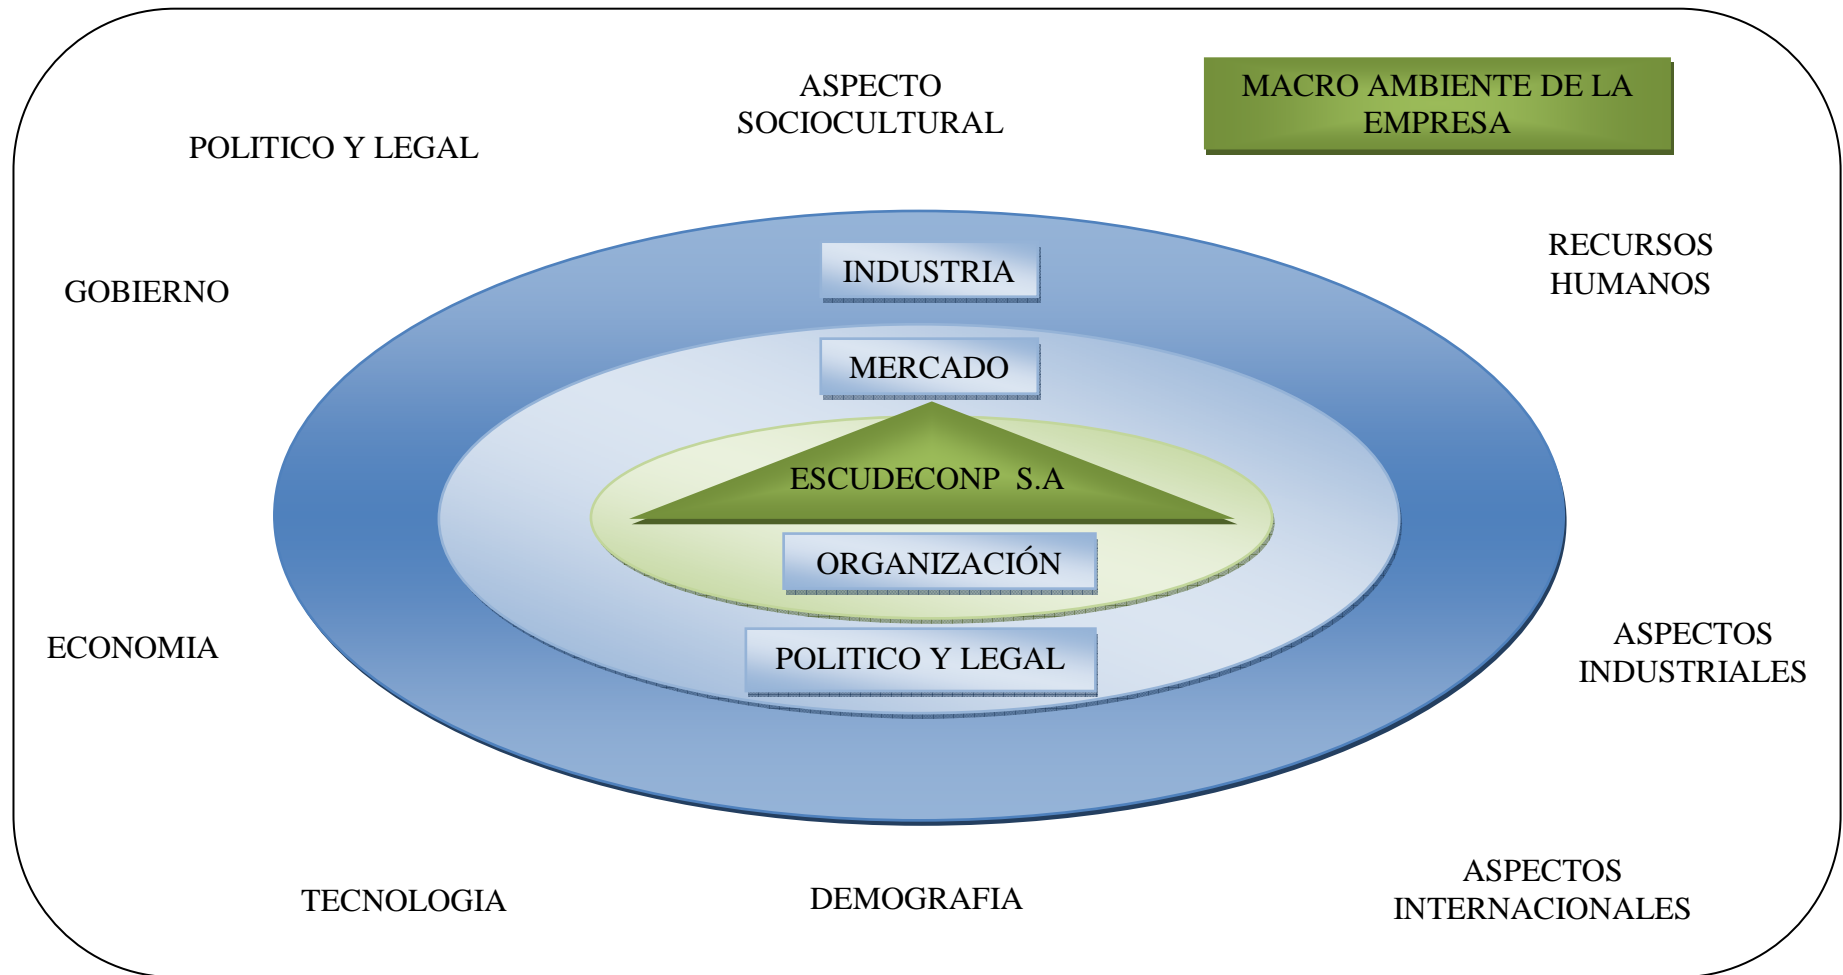 ASPECTO
SOCIOCULTURAL
MACRO AMBIENTE DE LA
EMPRESA
POLITICO Y LEGAL
RECURSOS
HUMANOS
GOBIERNO
INDUSTRIA
MERCADO
ESCUDECONP S.A
ORGANIZACIÓN
POLITICO Y LEGAL
ECONOMIA
ASPECTOS
INDUSTRIALES
TECNOLOGIA
DEMOGRAFIA
ASPECTOS
INTERNACIONALES